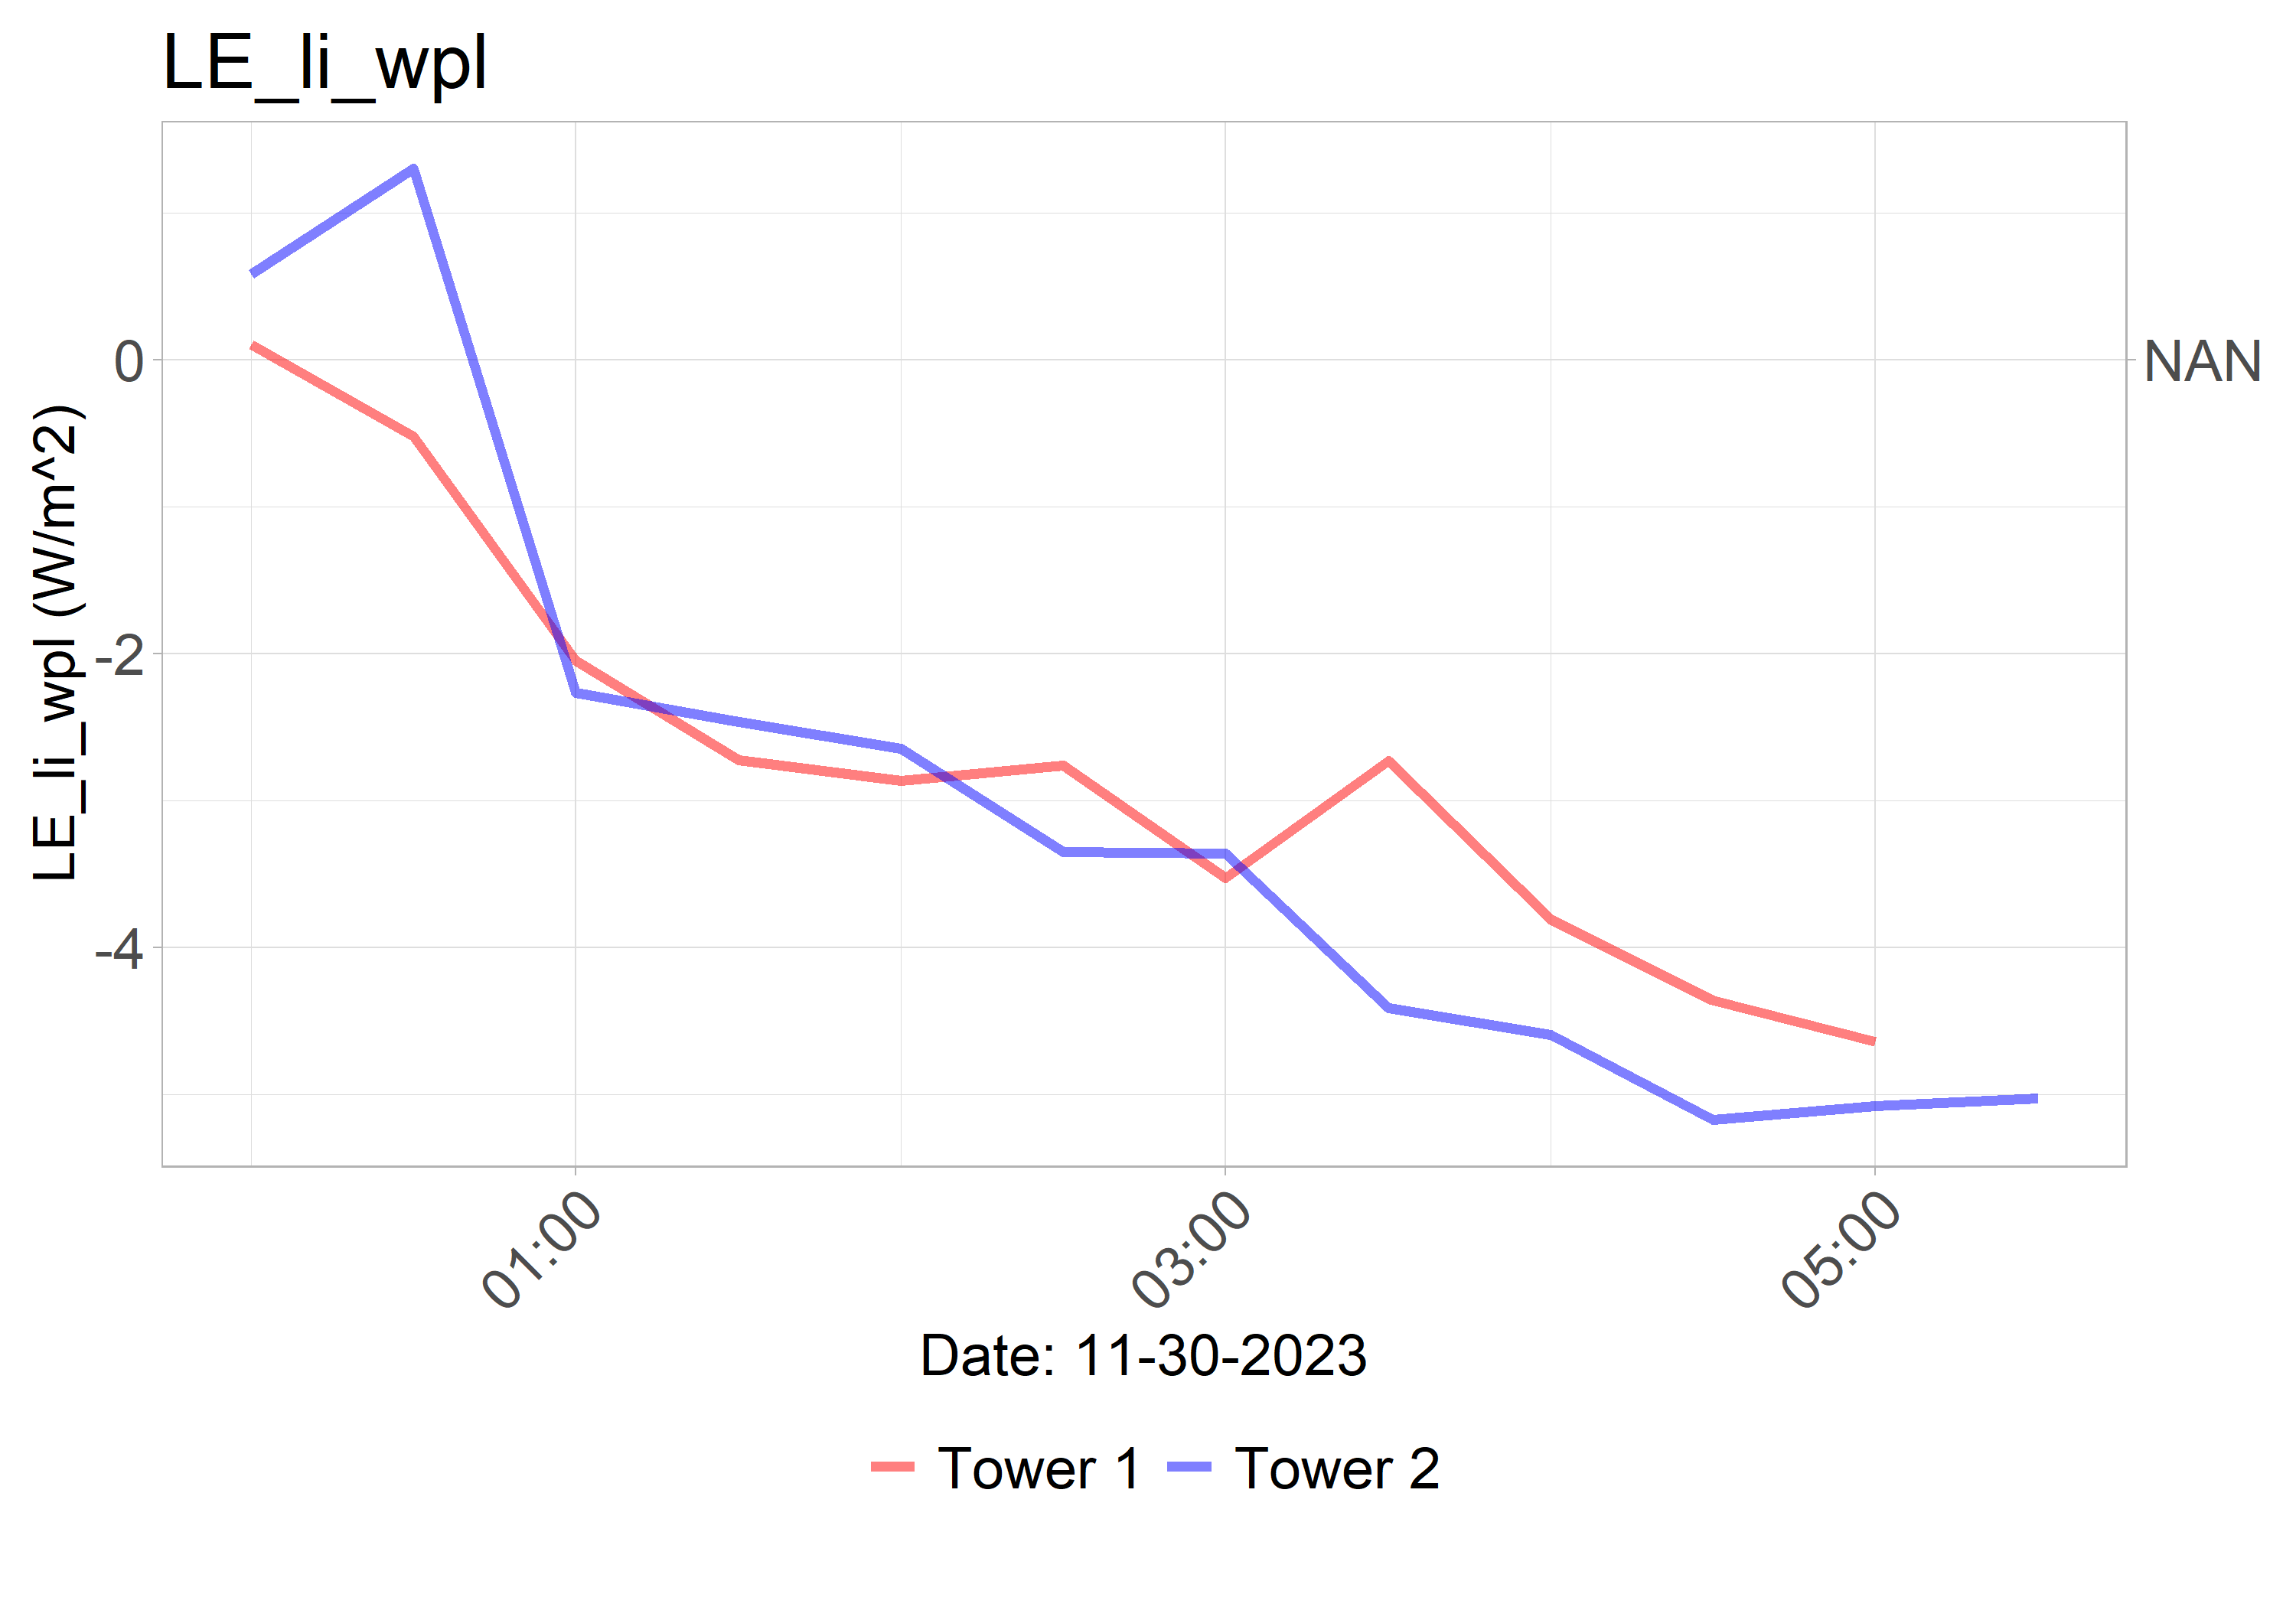 LE_li_wpl
LE_li_wpl (W/m^2)
0
-2
-4
NAN
01:00
03:00
05:00
Date: 11-30-2023
Tower 1
Tower 2